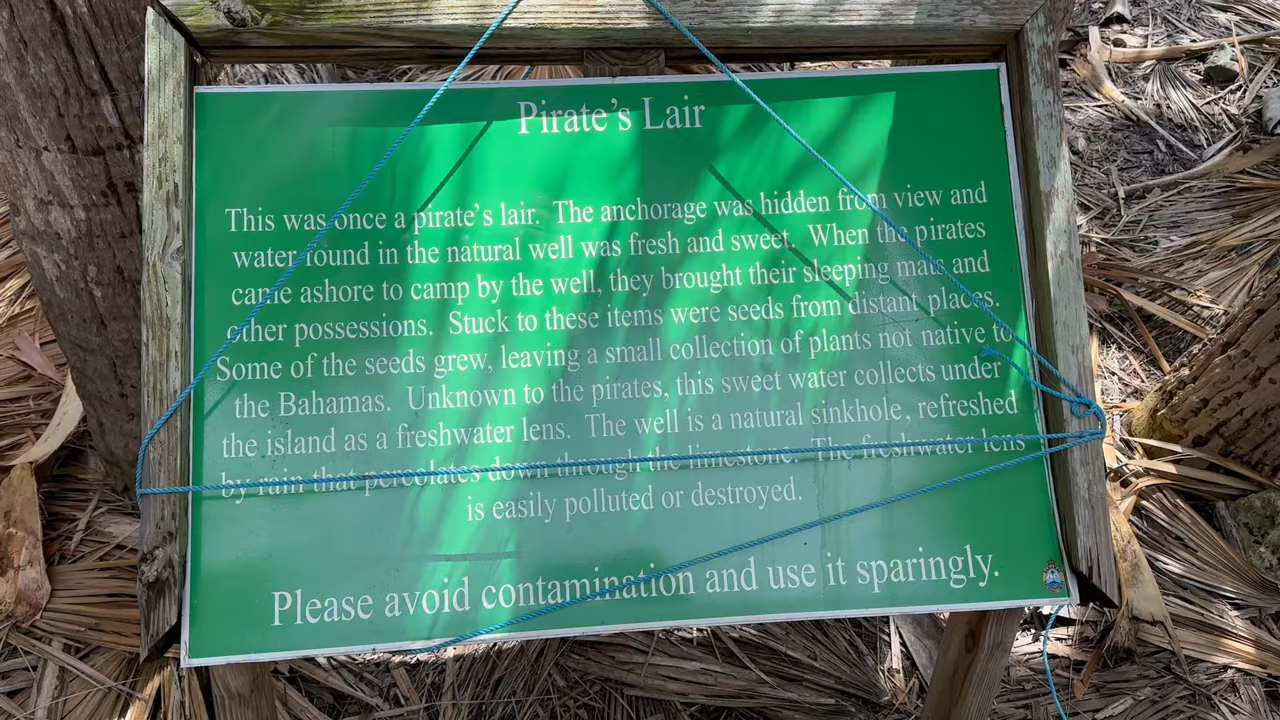 Pirate's Lair
This was once a pirate's lair. The anchorage was hidden from view and
water found in the natural well was fresh and sweet. When the pirates
came ashore to camp by the well, they brought their sleeping mats and
other possessions. Stuck to these items were seeds from distant places.
Some of the seeds grew, leaving a small collection of plants not native to
the Bahamas. Unknown to the pirates, this sweet water collects under
the island as a freshwater lens. The well is a natural sinkhole, refreshed
by rain that percolates down through the limestone. The freshwater lens
is easily polluted or destroyed.
Please avoid contamination and use it sparingly.